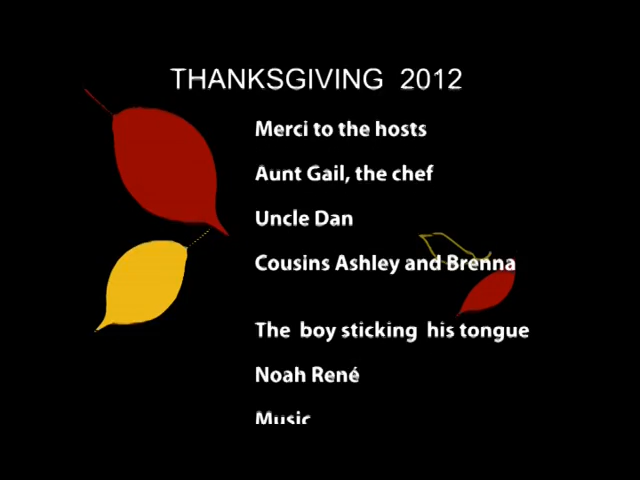 THANKSGIVING 2012
Merci to the hosts
Aunt Gail, the chef
Uncle Dan
Cousins Ashley and Brenna
The boy sticking his tongue
Noah René
Music